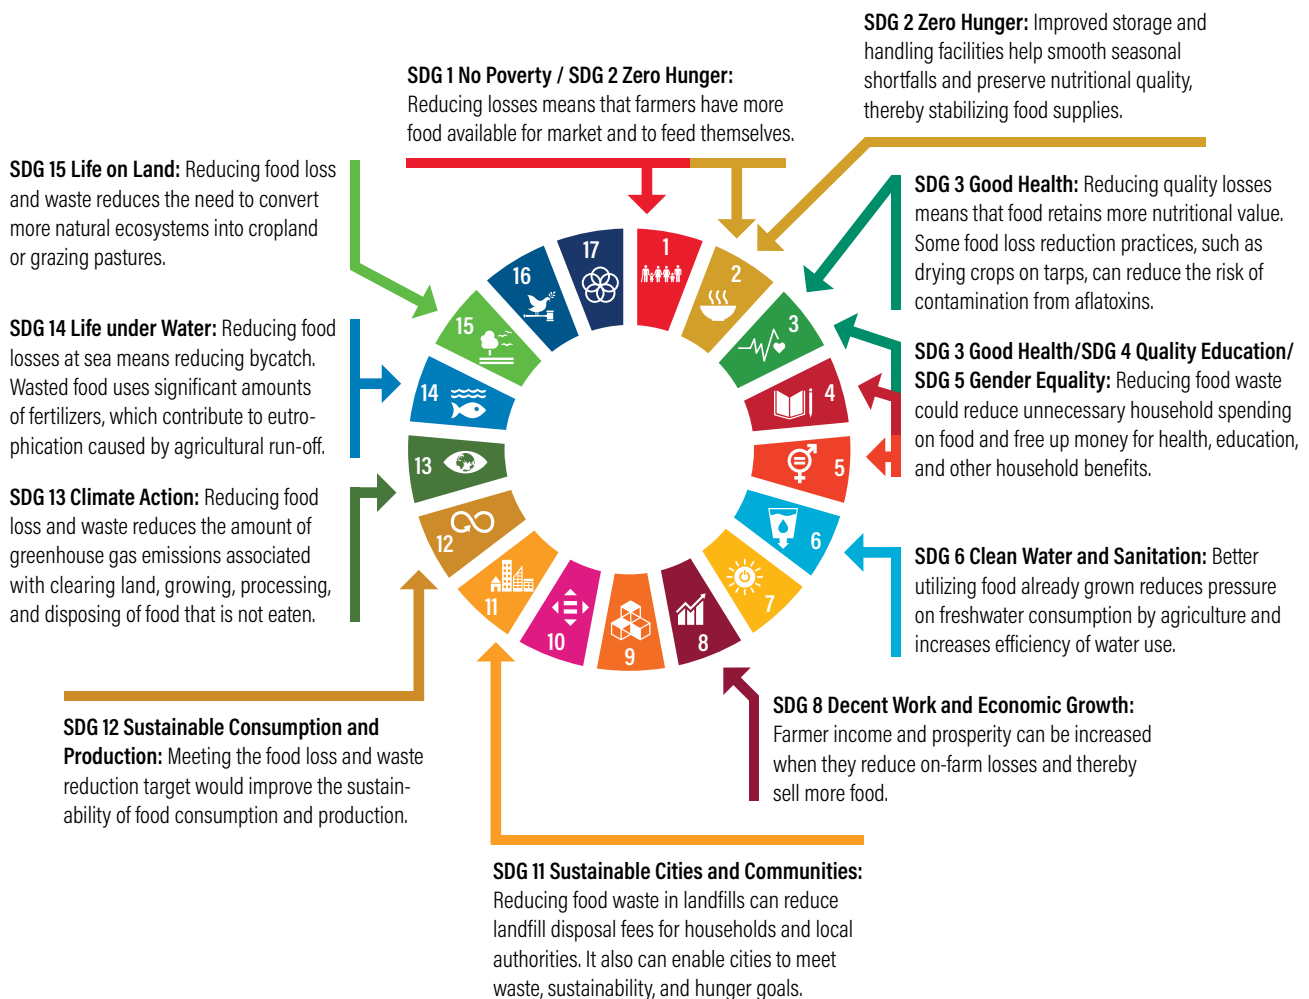 SDG 2 Zero Hunger: Improved storage and
handling facilities help smooth seasonal
shortfalls and preserve nutritional quality,
thereby stabilizing food supplies.
SDG 1 No Poverty / SDG 2 Zero Hunger:
Reducing losses means that farmers have more
food available for market and to feed themselves.
SDG 15 Life on Land: Reducing food loss
and waste reduces the need to convert
more natural ecosystems into cropland
or grazing pastures.
SDG 3 Good Health: Reducing quality losses
means that food retains more nutritional value.
Some food loss reduction practices, such as
drying crops on tarps, can reduce the risk of
contamination from aflatoxins.
SDG 14 Life under Water: Reducing food
losses at sea means reducing bycatch.
Wasted food uses significant amounts
of fertilizers, which contribute to eutro-
phication caused by agricultural run-off.
SDG 3 Good Health/SDG 4 Quality Education/
SDG 5 Gender Equality: Reducing food waste
could reduce unnecessary household spending
on food and free up money for health, education,
and other household benefits.
SDG 13 Climate Action: Reducing food
loss and waste reduces the amount of
greenhouse gas emissions associated
with clearing land, growing, processing,
and disposing of food that is not eaten.
SDG 6 Clean Water and Sanitation: Better
utilizing food already grown reduces pressure
on freshwater consumption by agriculture and
increases efficiency of water use.
1
2
3
4
5
6
7
8
9
10
11
12
13
14
15
16
17
SDG 12 Sustainable Consumption and
Production: Meeting the food loss and waste
reduction target would improve the sustain-
ability of food consumption and production.
SDG 8 Decent Work and Economic Growth:
Farmer income and prosperity can be increased
when they reduce on-farm losses and thereby
sell more food.
SDG 11 Sustainable Cities and Communities:
Reducing food waste in landfills can reduce
landfill disposal fees for households and local
authorities. It also can enable cities to meet
waste, sustainability, and hunger goals.